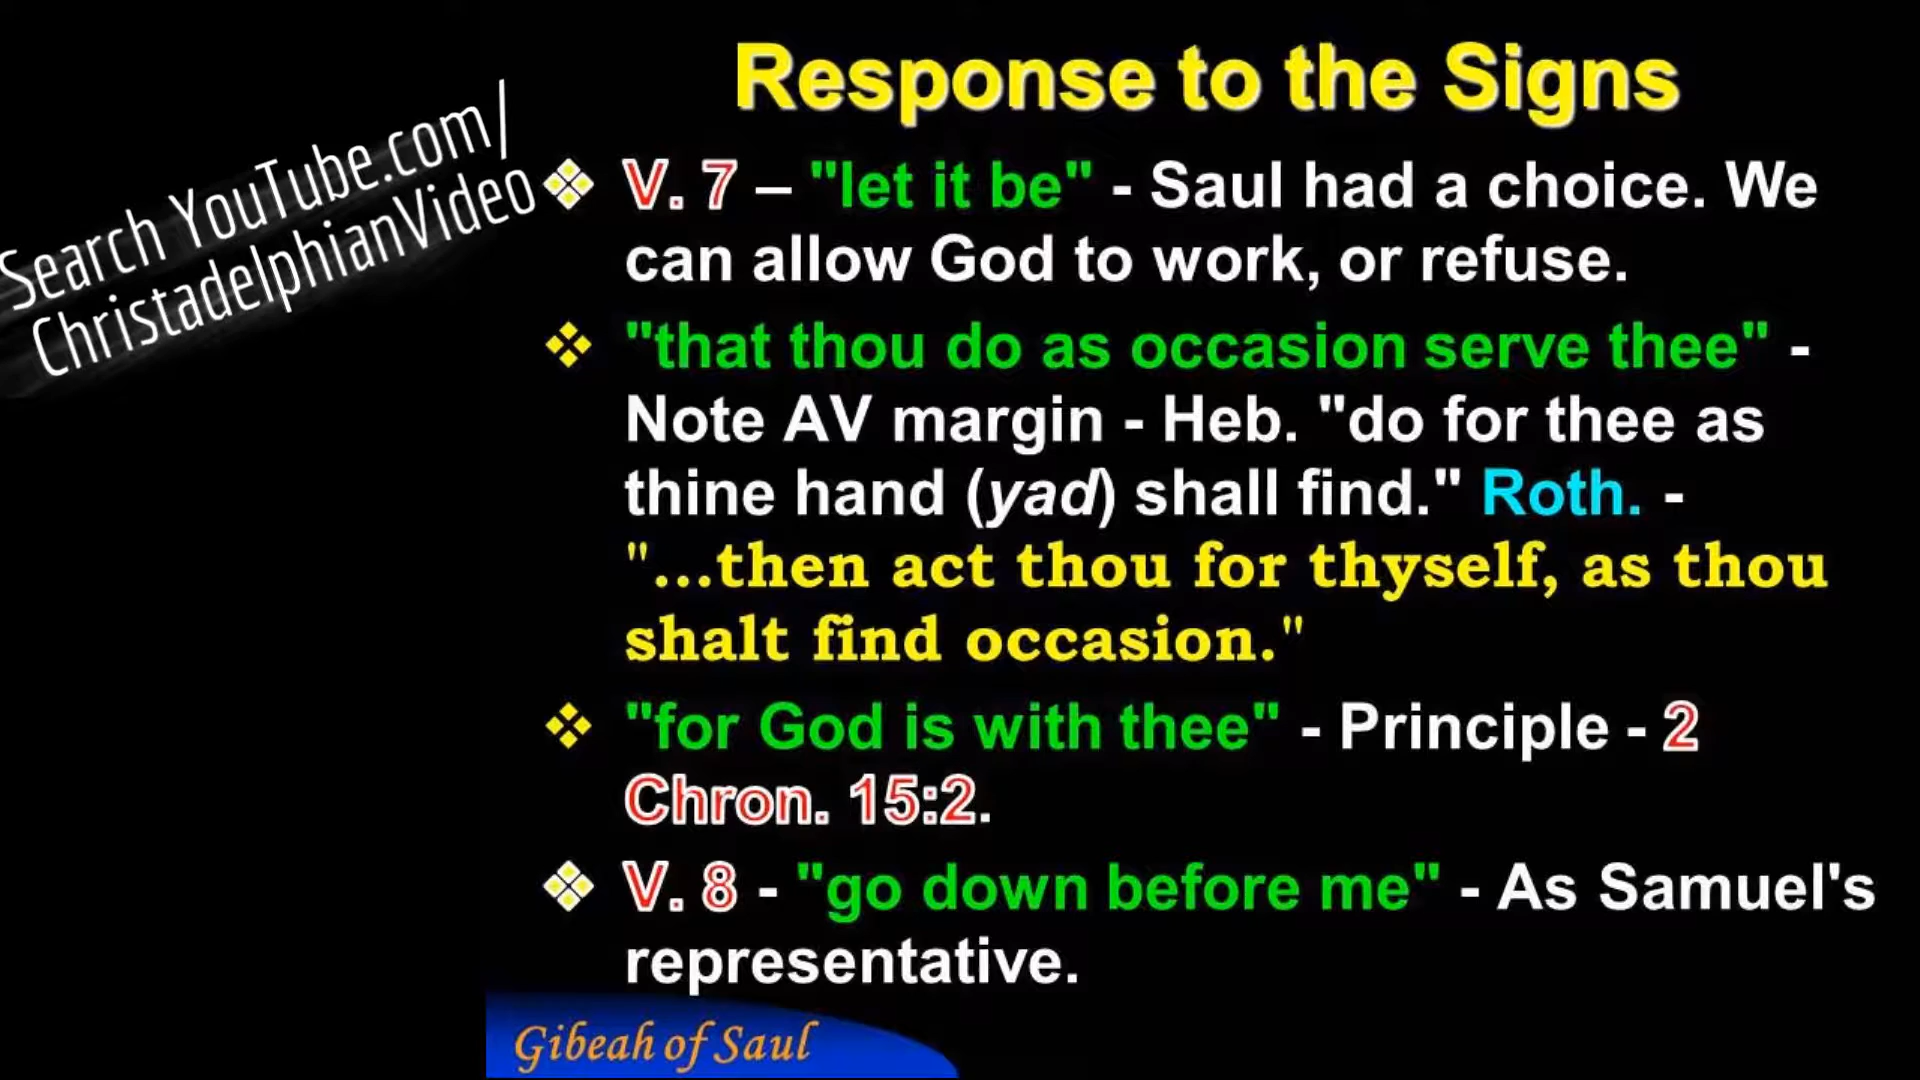 Response to the Signs
Search YouTube.com/
ChristadelphianVideo
V. 7 – "let it be" - Saul had a choice. We
can allow God to work, or refuse.
"that thou do as occasion serve thee" -
Note AV margin - Heb. "do for thee as
thine hand (yad) shall find." Roth. -
"...then act thou for thyself, as thou
shalt find occasion."
"for God is with thee" - Principle - 2
Chron. 15:2.
V. 8 - "go down before me" - As Samuel's
representative.
Gibeah of Saul